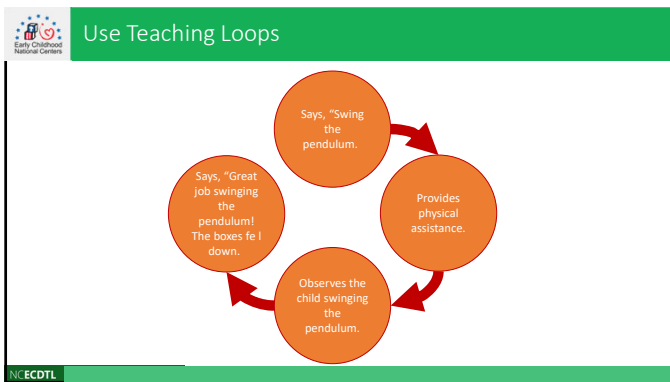 Early Childhood
National Centers
Use Teaching Loops
Says, “Swing
the
pendulum.
Provides
physical
assistance.
Observes the
child swinging
the
pendulum.
Says, “Great
job swinging
the
pendulum!
The boxes fe l
down.
NCECDTL